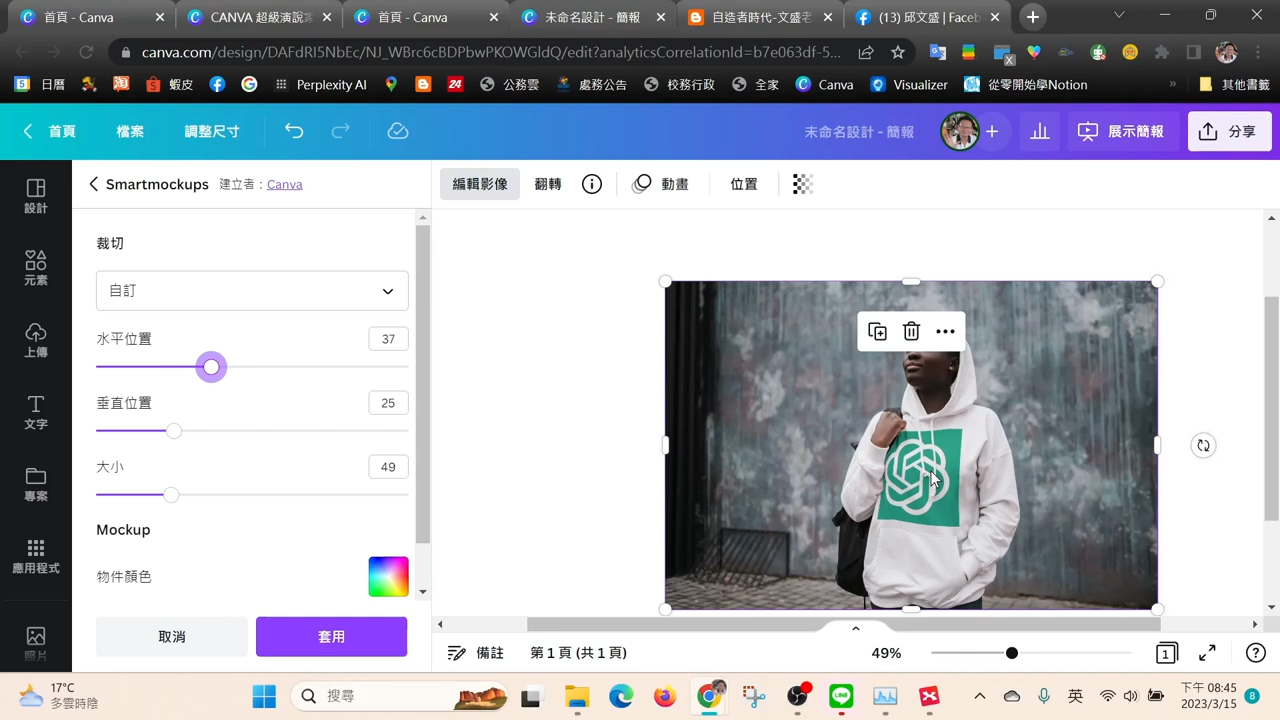 首頁 - Canva
CANVA 超級演說家
首頁 - Canva
未命名設計 - 簡報
自造者時代-文盛老
(13) 邱文盛 | Faceb
canva.com/design/DAFdRI5NbEc/NJ_WBrc6cBDPbwPKOWGldQ/edit?analyticsCorrelationId=b7e063df-5...
日曆
蝦皮
Perplexity AI
24
公務雲
處務公告
校務行政
全家
Canva
Visualizer
從零開始學Notion
»
其他書籤
首頁
檔案
調整尺寸
未命名設計 - 簡報
展示簡報
分享
設計
元素
上傳
文字
專案
應用程式
照片
Smartmockups 建立者：Canva
編輯影像
翻轉
動畫
位置
裁切
自訂
水平位置 37
垂直位置 25
大小 49
Mockup
物件顏色
取消
套用
備註
第 1 頁 (共 1 頁)
49%
1
17°C
多雲時陰
搜尋
英
下午 08:45
2023/3/15
8